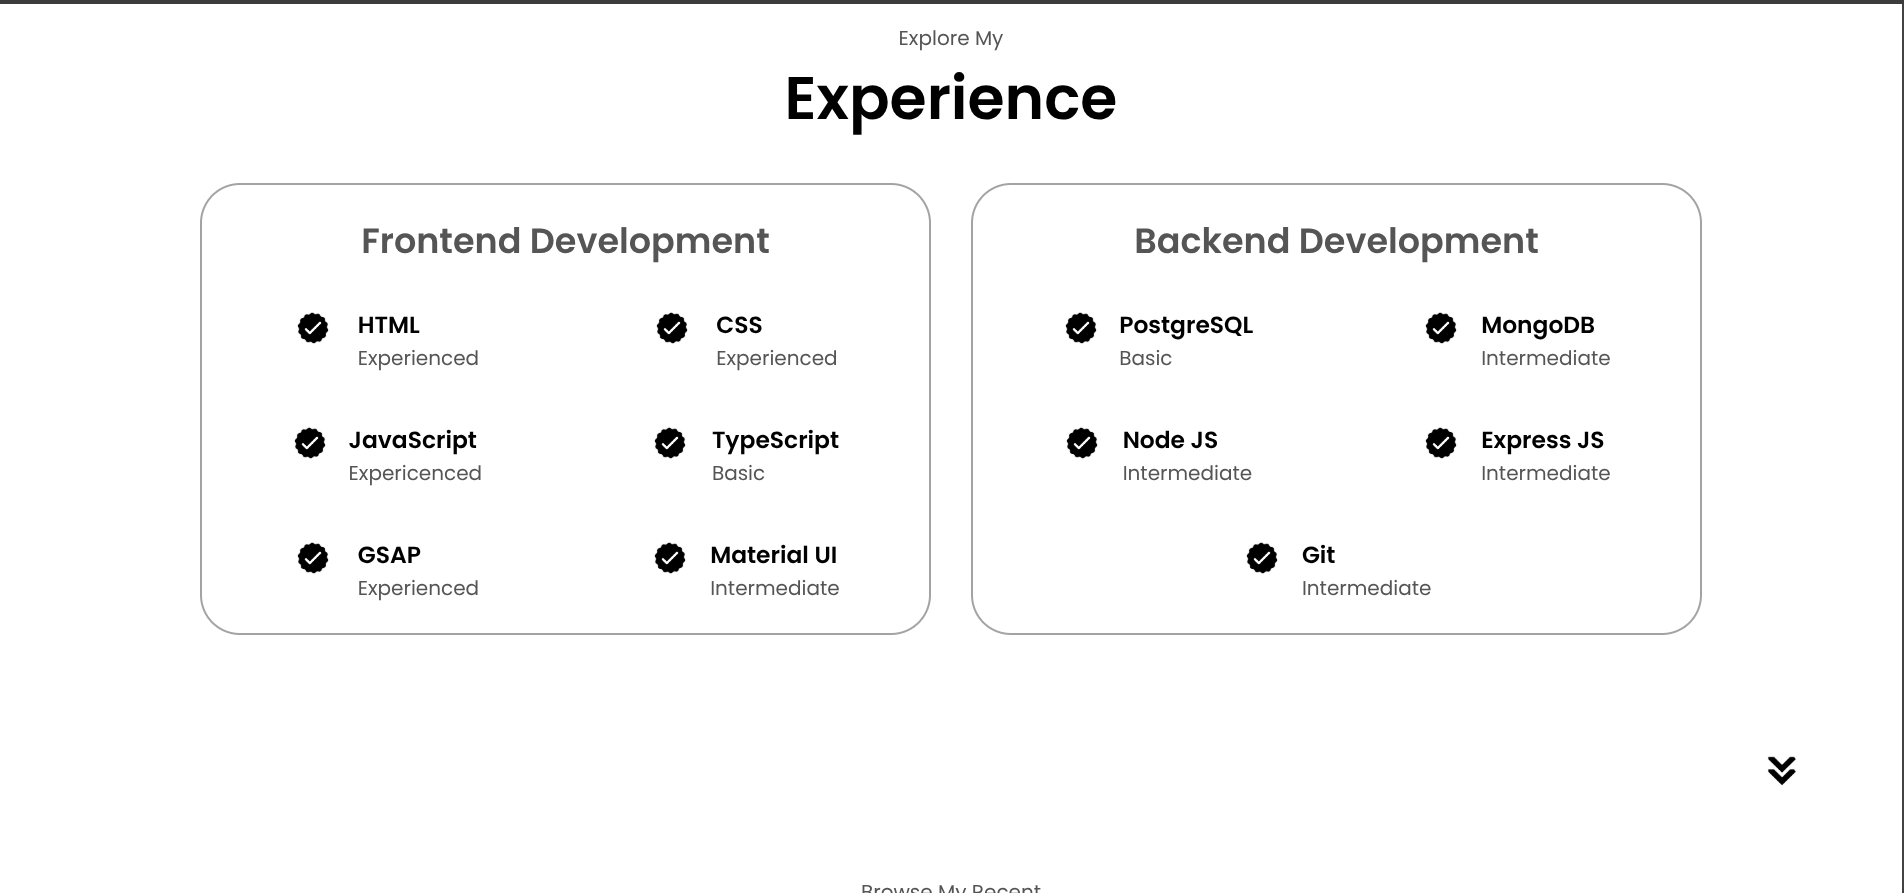 Explore My
Experience
Frontend Development
HTML
Experienced
CSS
Experienced
JavaScript
Expericenced
TypeScript
Basic
GSAP
Experienced
Material UI
Intermediate
Backend Development
PostgreSQL
Basic
MongoDB
Intermediate
Node JS
Intermediate
Express JS
Intermediate
Git
Intermediate
Browse My Recent